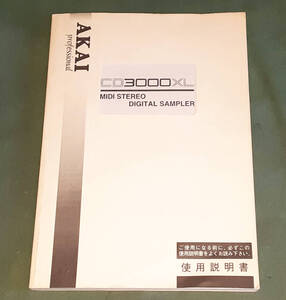 AKAI
professional
CD3000XL
MIDI STEREO
DIGITAL SAMPLER
ご使用になる前に、必ずこの
使用説明書をよくお読み下さい。
使用説明書